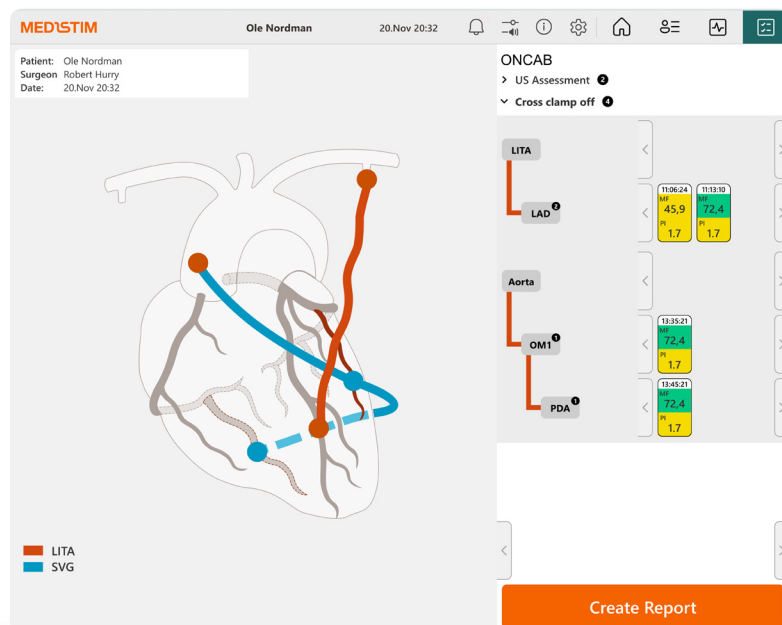 MEDISTIM
Ole Nordman
20.Nov 20:32
Patient: Ole Nordman
Surgeon Robert Hurry
Date: 20.Nov 20:32
LITA
SVG
ONCAB
US Assessment 2
Cross clamp off 4
LITA
LAD 2
11:06:24
MF
45,9
PI
1.7
11:13:10
MF
72,4
PI
1.7
Aorta
OM1 1
13:35:21
MF
72,4
PI
1.7
PDA 1
13:45:21
MF
72,4
PI
1.7
Create Report